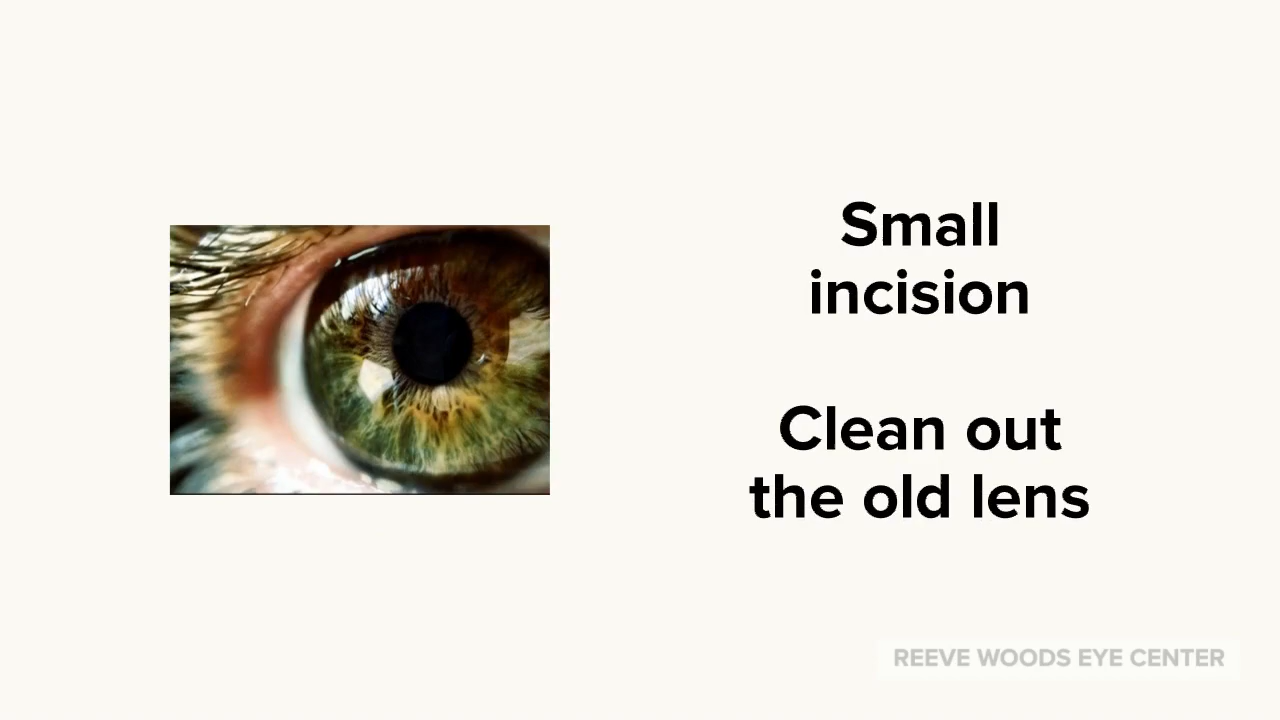 Small
incision
Clean out
the old lens
REEVE WOODS EYE CENTER